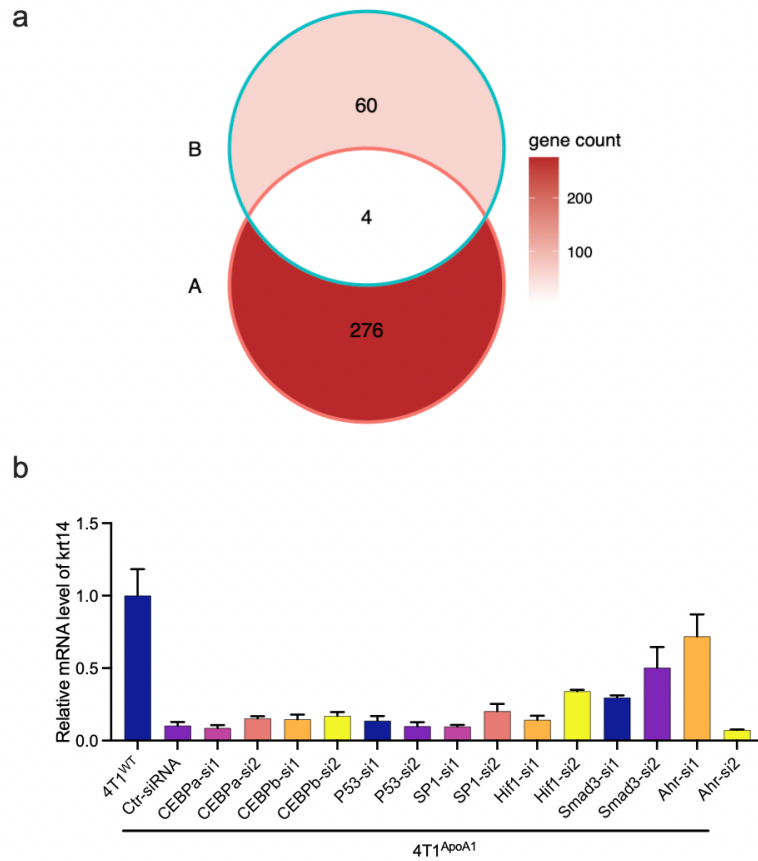 a
60
B
gene count
200
4
100
A
276
b
Relative mRNA level of krt14
1.5
1.0
0.5
0.0
4T1WT
Ctr-siRNA
CEBPa-si1
CEBPa-si2
CEBPb-si1
CEBPb-si2
P53-si1
P53-si2
SP1-si1
SP1-si2
Hif1-si1
Hif1-si2
Smad3-si1
Smad3-si2
Ahr-si1
Ahr-si2
4T1ApoA1